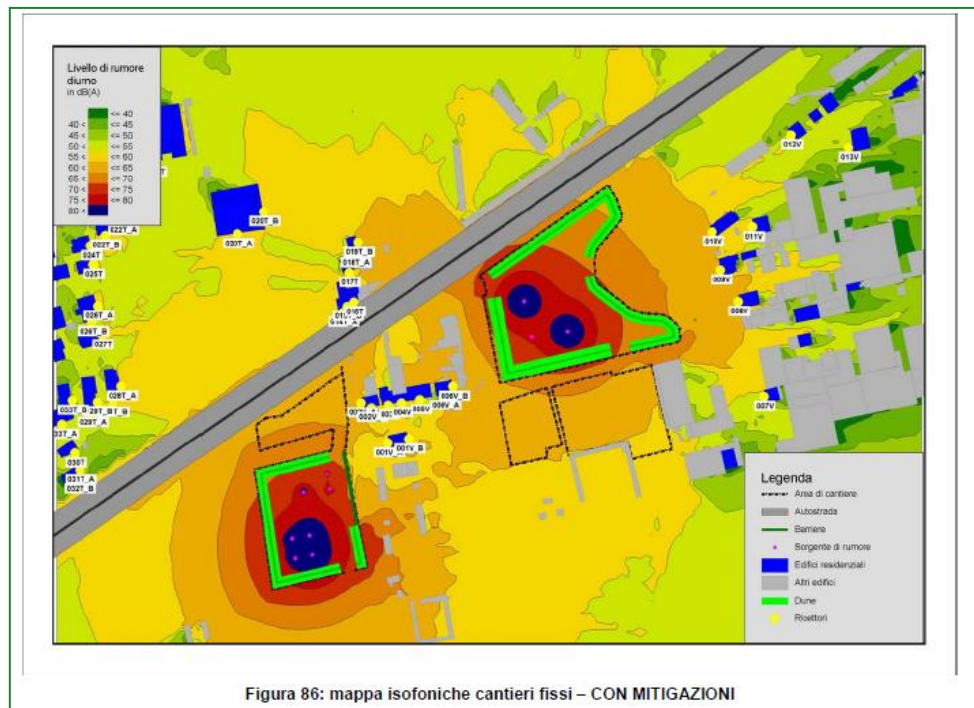 Livello di rumore
diurno
in dB(A)
<= 40
40 < <= 45
45 < <= 50
50 < <= 55
55 < <= 60
60 < <= 65
65 < <= 70
70 < <= 75
75 < <= 80
80 <
022T_A
022T_B
024T
025T
026T_A
026T_B
027T
028T_A
029T_A
030T
031T_A
032T_B
020T_B
020T_A
018T_B
018T_A
017T
016T
002V
004V
005V
006V_B
006V_A
001V_B
012V
013V
010V
011V
009V
008V
007V
Legenda
Area di cantiere
Autostrada
Barriere
Sorgente di rumore
Edifici residenziali
Altri edifici
Dune
Ricettori
Figura 86: mappa isofoniche cantieri fissi – CON MITIGAZIONI